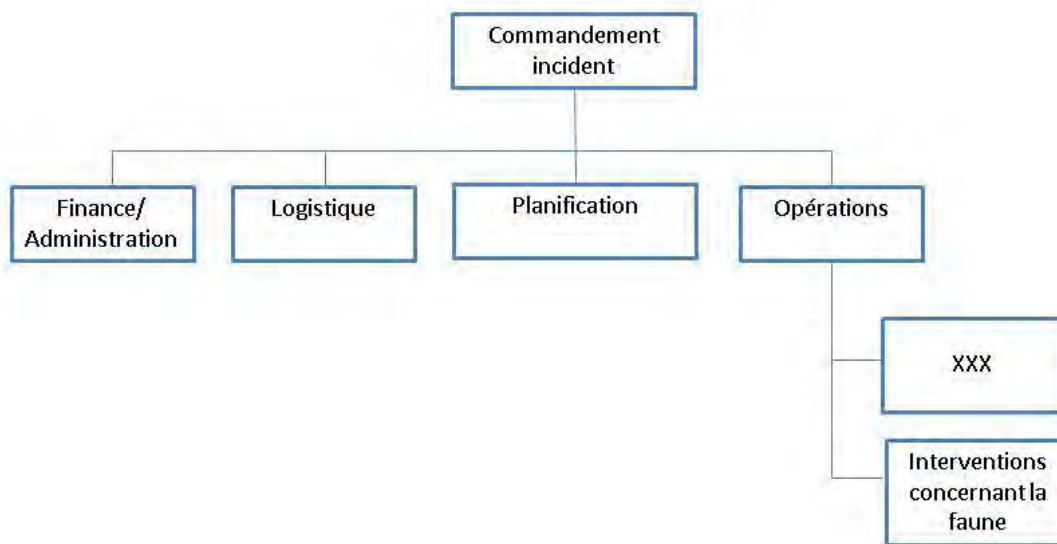 Commandement
incident
Finance/
Administration
Logistique
Planification
Opérations
XXX
Interventions
concernant la
faune